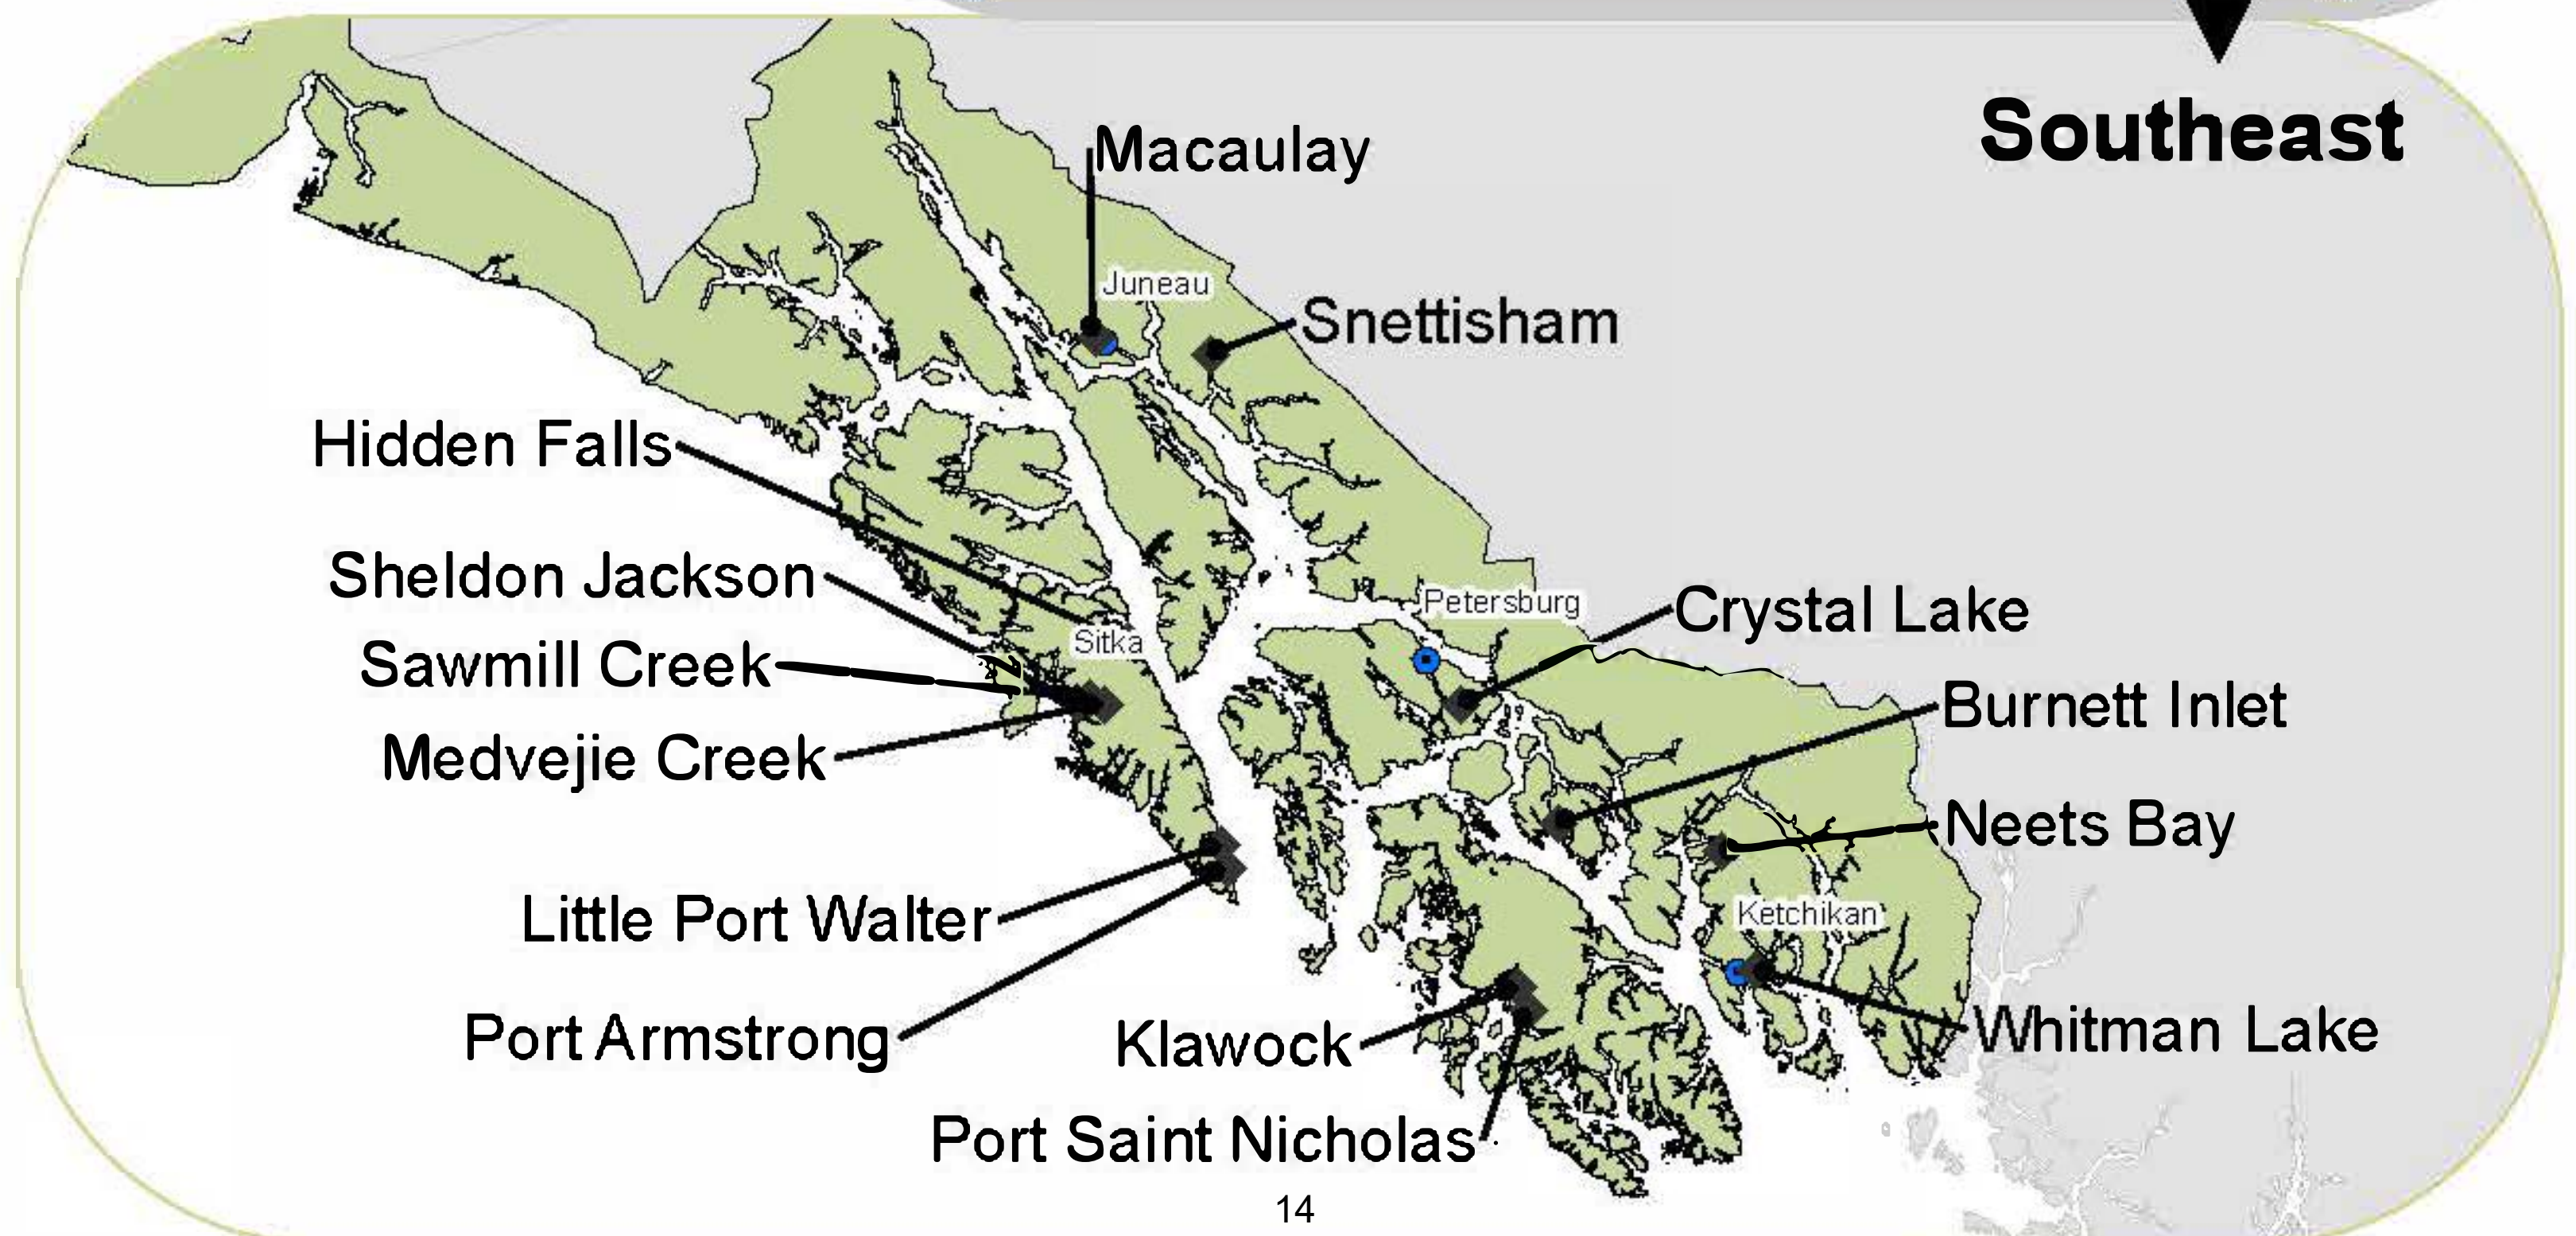 Southeast
Macaulay
Juneau
Snettisham
Hidden Falls
Sheldon Jackson
Petersburg
Crystal Lake
Sitka
Sawmill Creek
Burnett Inlet
Medvejie Creek
Neets Bay
Little Port Walter
Ketchikan
Port Armstrong
Klawock
Whitman Lake
Port Saint Nicholas
14